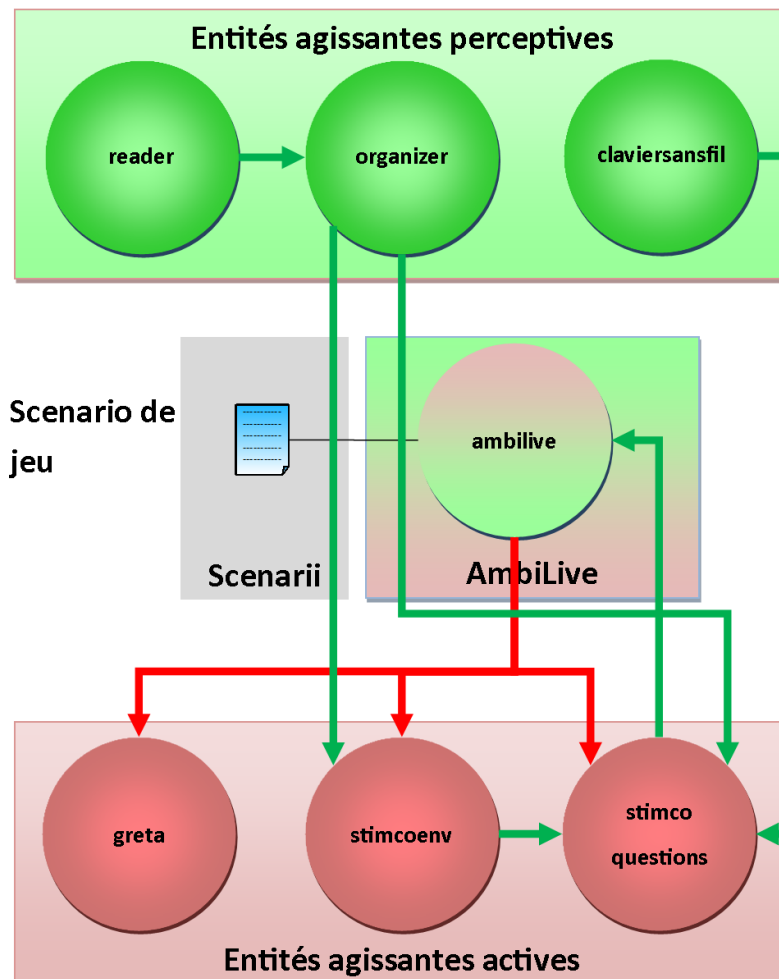 Entités agissantes perceptives
reader
organizer
claviersansfil
Scenario de
jeu
ambilive
Scenarii
AmbiLive
greta
stimcoenv
stimco
questions
Entités agissantes actives